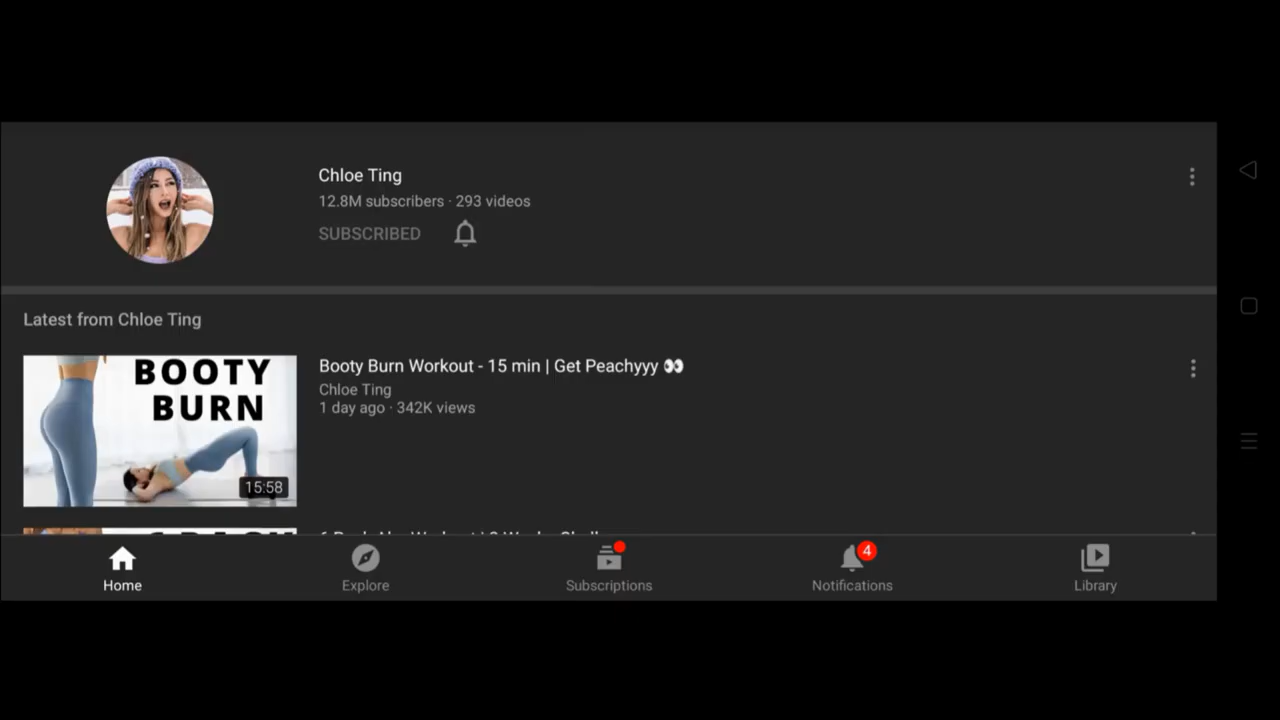 Chloe Ting
12.8M subscribers · 293 videos
SUBSCRIBED
Latest from Chloe Ting
BOOTY
BURN
15:58
Booty Burn Workout - 15 min | Get Peachyyy 👀
Chloe Ting
1 day ago · 342K views
4
Home
Explore
Subscriptions
Notifications
Library